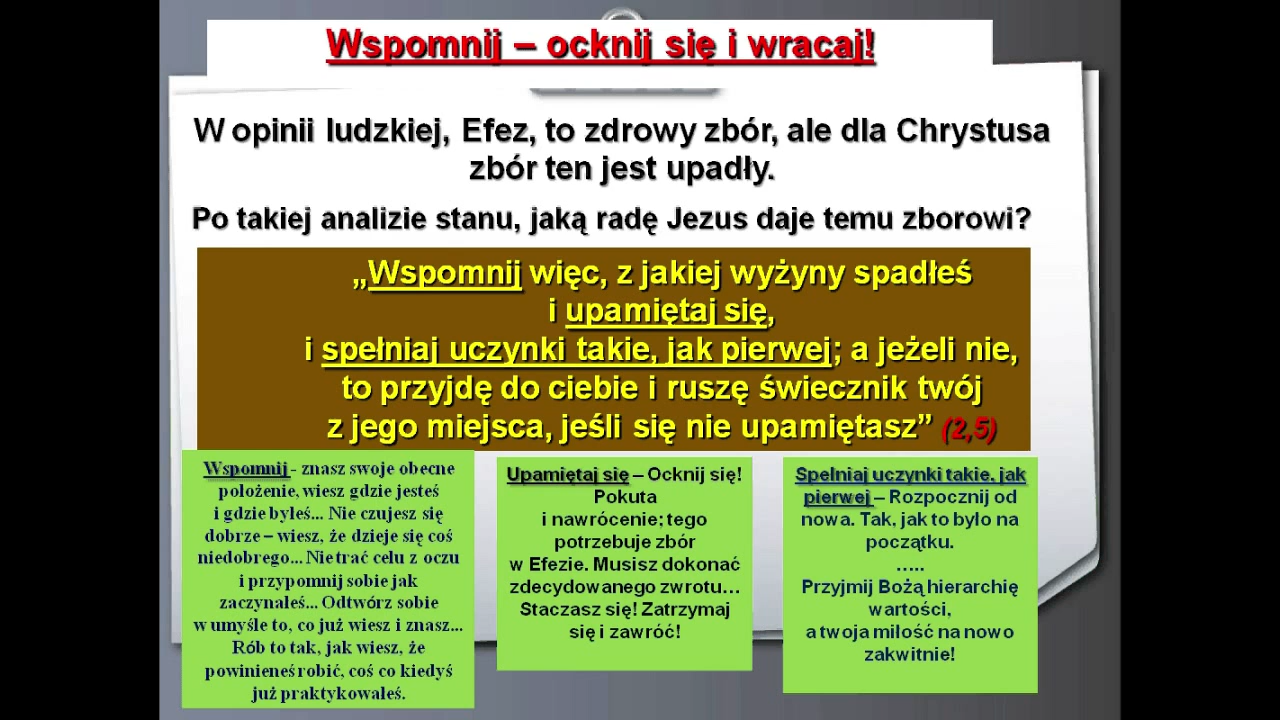 Wspomnij – ocknij się i wracaj!
W opinii ludzkiej, Efez, to zdrowy zbór, ale dla Chrystusa
zbór ten jest upadły.
Po takiej analizie stanu, jaką radę Jezus daje temu zborowi?
„Wspomnij więc, z jakiej wyżyny spadłeś
i upamiętaj się,
i spełniaj uczynki takie, jak pierwej; a jeżeli nie,
to przyjdę do ciebie i ruszę świecznik twój
z jego miejsca, jeśli się nie upamiętasz” (2,5)
Wspomnij - znasz swoje obecne
położenie, wiesz gdzie jesteś
i gdzie byłeś... Nie czujesz się
dobrze – wiesz, że dzieje się coś
niedobrego... Nie trać celu z oczu
i przypomnij sobie jak
zaczynałeś... Odtwórz sobie
w umyśle to, co już wiesz i znasz...
Rób to tak, jak wiesz, że
powinieneś robić, coś co kiedyś
już praktykowałeś.
Upamiętaj się – Ocknij się!
Pokuta
i nawrócenie; tego
potrzebuje zbór
w Efezie. Musisz dokonać
zdecydowanego zwrotu…
Staczasz się! Zatrzymaj
się i zawróć!
Spełniaj uczynki takie, jak
pierwej – Rozpocznij od
nowa. Tak, jak to było na
początku.
…..
Przyjmij Bożą hierarchię
wartości,
a twoja miłość na nowo
zakwitnie!